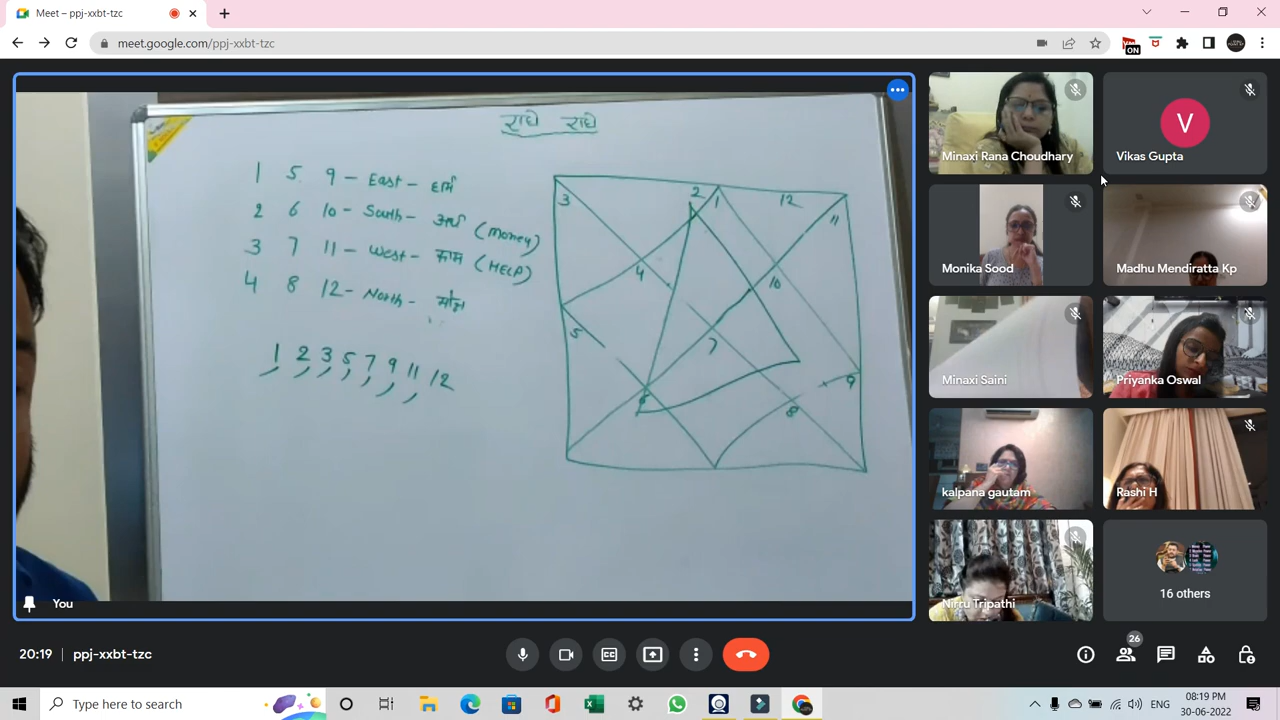 Meet – ppj-xxbt-tzc
meet.google.com/ppj-xxbt-tzc
ON
राधे राधे
1 5 9 – East – धर्म
2 6 10 – South – अर्थ (Money)
3 7 11 – West – काम (HELP)
4 8 12 – North – मोक्ष
1, 2, 3, 5, 7, 9, 11, 12
3 2 1 12 11
4 10
5 7
6 8 9
You
Minaxi Rana Choudhary
V
Vikas Gupta
Monika Sood
Madhu Mendiratta Kp
Minaxi Saini
Priyanka Oswal
kalpana gautam
Rashi H
Nirru Tripathi
16 others
20:19 | ppj-xxbt-tzc
26
Type here to search
ENG
08:19 PM
30-06-2022